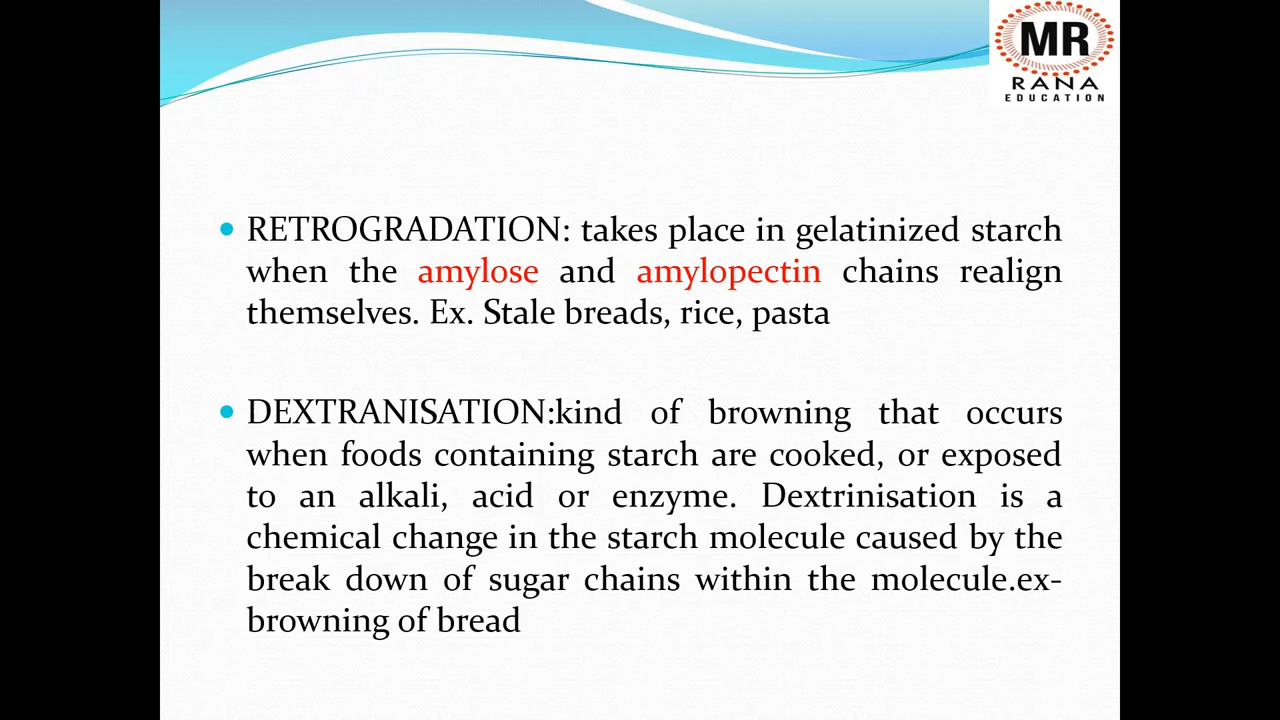 MR
RANA
EDUCATION
• RETROGRADATION: takes place in gelatinized starch
when the amylose and amylopectin chains realign
themselves. Ex. Stale breads, rice, pasta
• DEXTRANISATION:kind of browning that occurs
when foods containing starch are cooked, or exposed
to an alkali, acid or enzyme. Dextrinisation is a
chemical change in the starch molecule caused by the
break down of sugar chains within the molecule.ex-
browning of bread